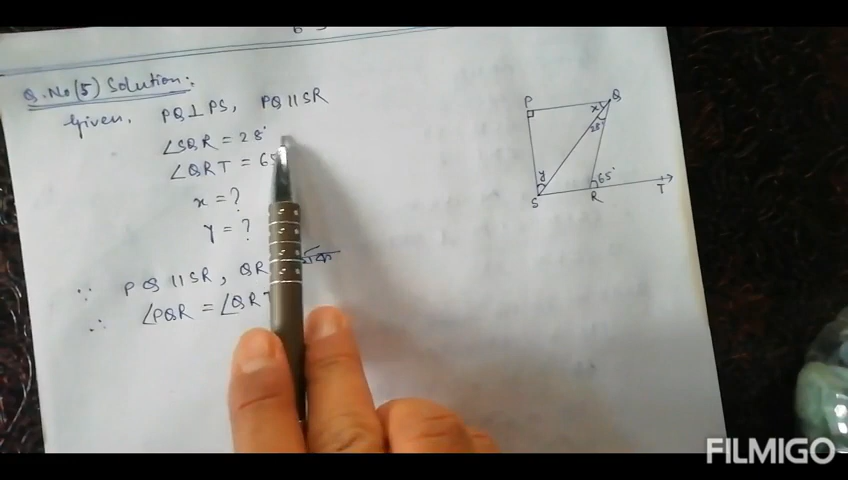 Q.No(5) Solution:
Given, PQ⊥PS, PQ∥SR
∠SQR = 28°
∠QRT = 65
x = ?
y = ?
∵ PQ∥SR, QR
∴ ∠PQR = ∠QRT
P
Q
x
28°
y
65°
S
R
T
FILMIGO